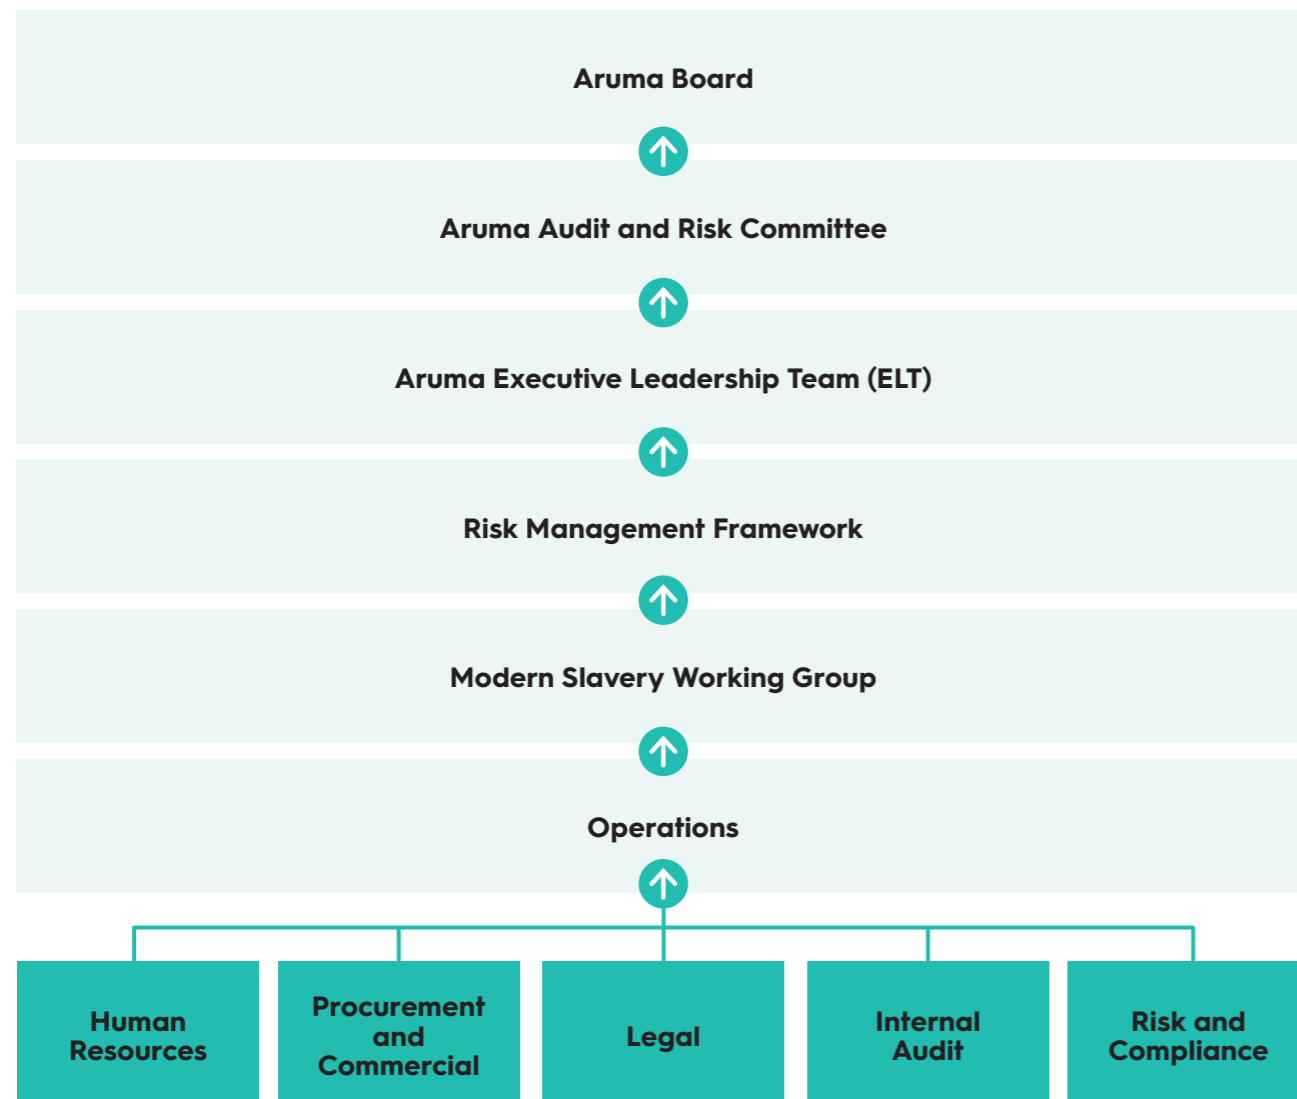 Aruma Board
Aruma Audit and Risk Committee
Aruma Executive Leadership Team (ELT)
Risk Management Framework
Modern Slavery Working Group
Operations
Human
Resources
Procurement
and
Commercial
Legal
Internal
Audit
Risk and
Compliance